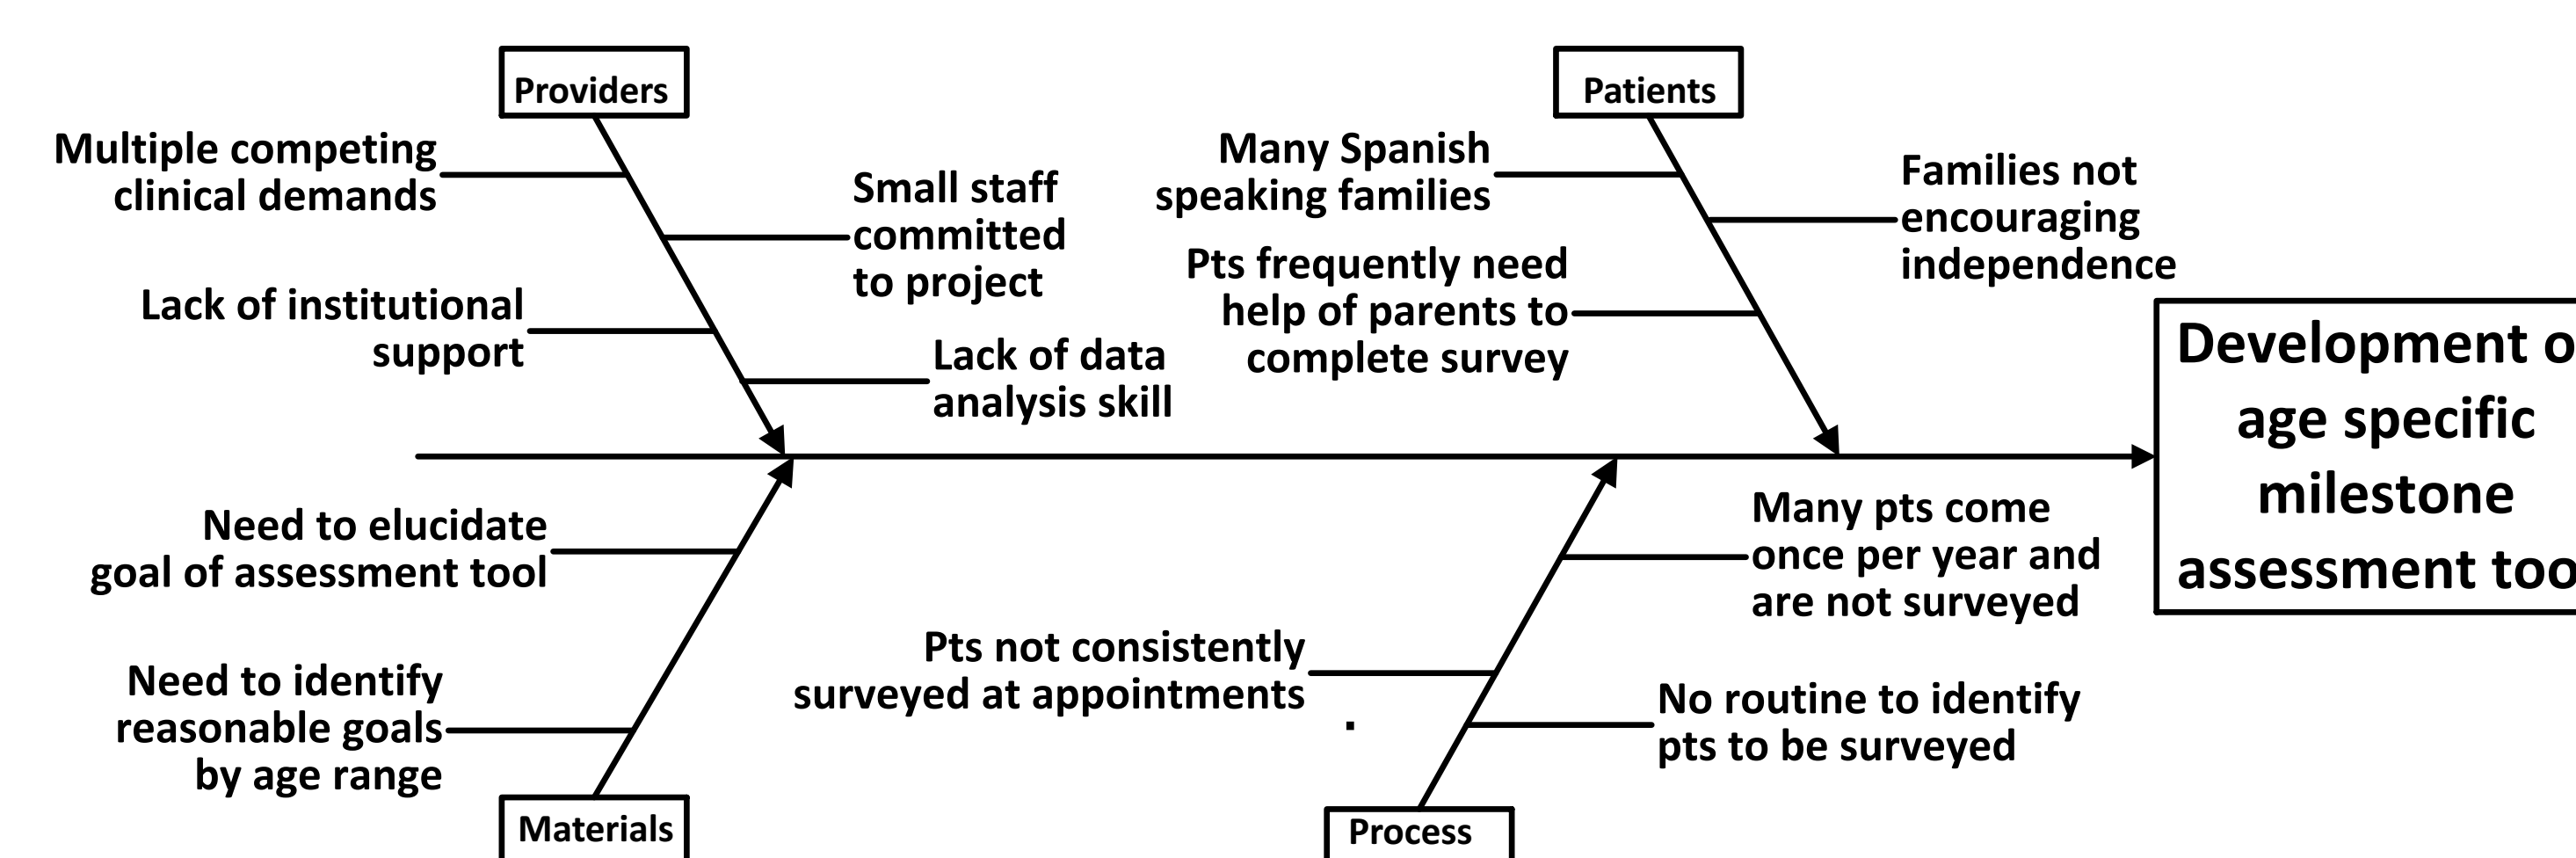 Providers
Multiple competing
clinical demands
Small staff
committed
to project
Lack of institutional
support
Lack of data
analysis skill
Patients
Many Spanish
speaking families
Families not
encouraging
independence
Pts frequently need
help of parents to
complete survey
Development o
age specific
milestone
assessment too
Need to elucidate
goal of assessment tool
Need to identify
reasonable goals
by age range
Materials
Many pts come
once per year and
are not surveyed
Pts not consistently
surveyed at appointments
.
No routine to identify
pts to be surveyed
Process